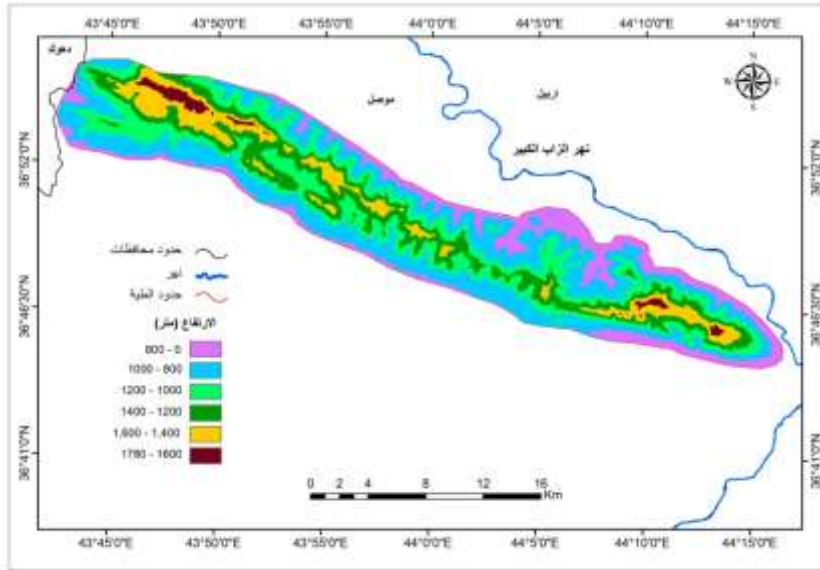 43°45'0"E 43°50'0"E 43°55'0"E 44°0'0"E 44°5'0"E 44°10'0"E 44°15'0"E
دهوك
N
W E
S
اربيل
موصل
نهر الزاب الكبير
36°52'0"N 36°52'0"N
حدود محافظات
نهر
حدود الطية
36°46'30"N 36°46'30"N
الارتفاع (متر)
800 - 0
1000 - 800
1200 - 1000
1400 - 1200
1,600 - 1,400
1780 - 1600
36°41'0"N 36°41'0"N
0 1 2 4 8 12 16
Km
43°45'0"E 43°50'0"E 43°55'0"E 44°0'0"E 44°5'0"E 44°10'0"E 44°15'0"E